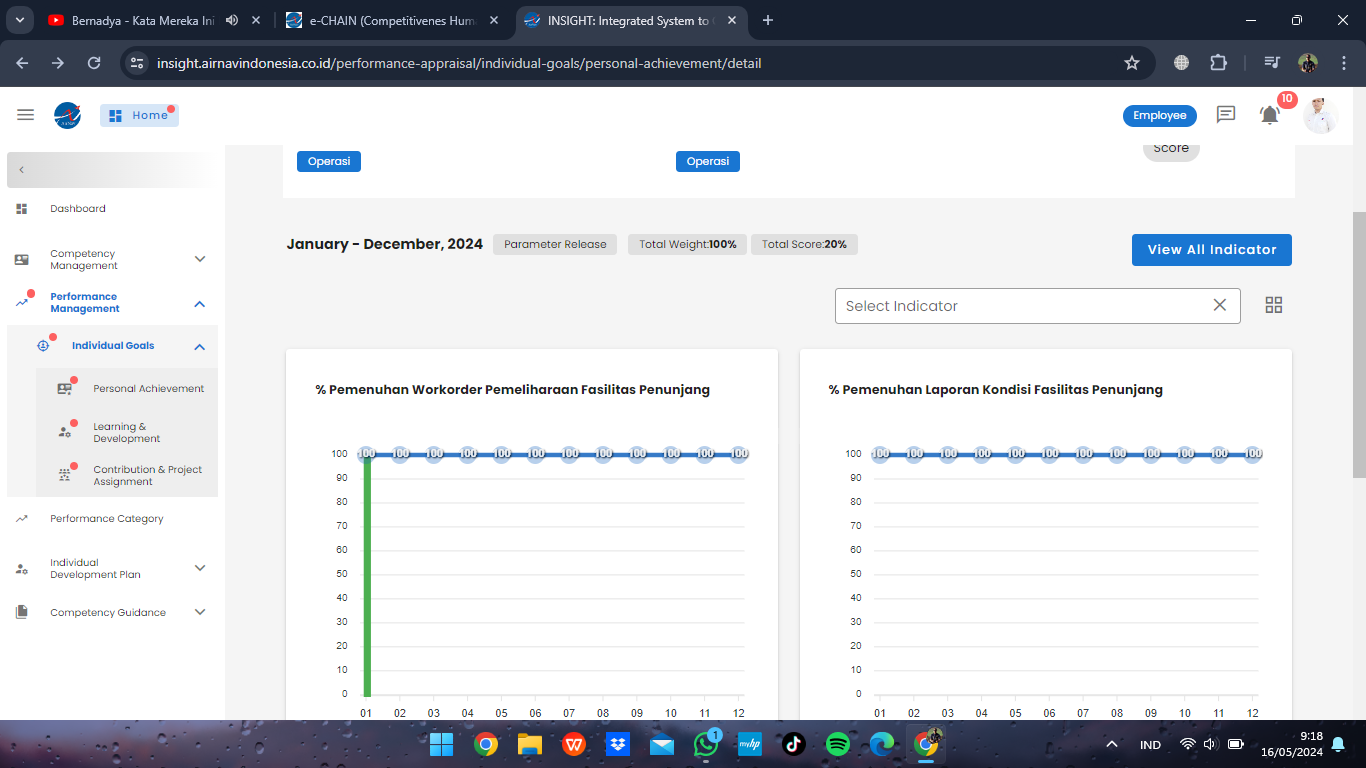 Bernadya - Kata Mereka Ini
e-CHAIN (Competitivenes Hum
INSIGHT: Integrated System to
insight.airnavindonesia.co.id/performance-appraisal/individual-goals/personal-achievement/detail
Home
Employee
10
Dashboard
Competency
Management
Performance
Management
Individual Goals
Personal Achievement
Learning &
Development
Contribution & Project
Assignment
Performance Category
Individual
Development Plan
Competency Guidance
Operasi
Operasi
Score
January - December, 2024
Parameter Release
Total Weight:100%
Total Score:20%
View All Indicator
Select Indicator
% Pemenuhan Workorder Pemeliharaan Fasilitas Penunjang
100 100 100 100 100 100 100 100 100 100 100 100
100
90
80
70
60
50
40
30
20
10
0
01 02 03 04 05 06 07 08 09 10 11 12
% Pemenuhan Laporan Kondisi Fasilitas Penunjang
100 100 100 100 100 100 100 100 100 100 100 100
100
90
80
70
60
50
40
30
20
10
0
01 02 03 04 05 06 07 08 09 10 11 12
1
myhp
IND
9:18
16/05/2024